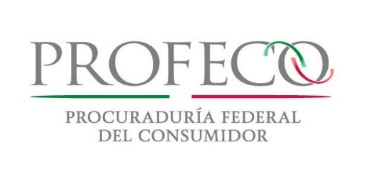 PROFECO
PROCURADURÍA FEDERAL
DEL CONSUMIDOR